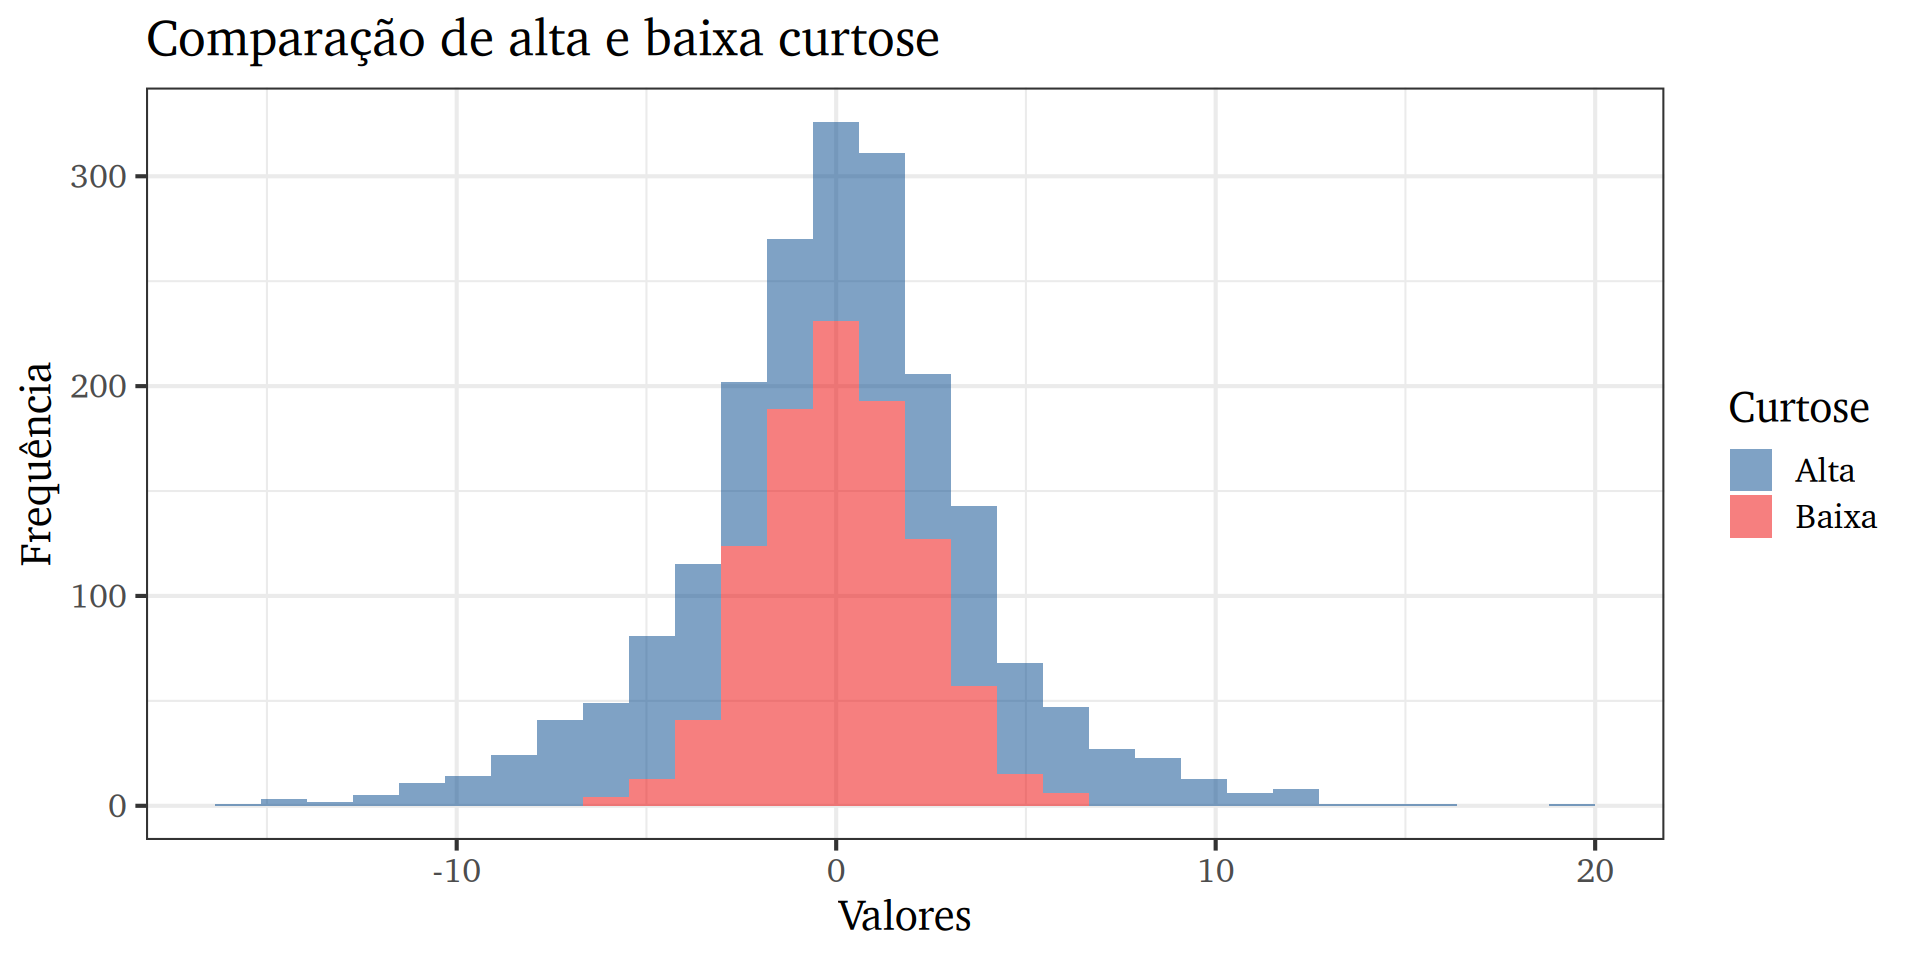 Comparação de alta e baixa curtose
Frequência
300
200
100
0
-10
0
10
20
Valores
Curtose
Alta
Baixa